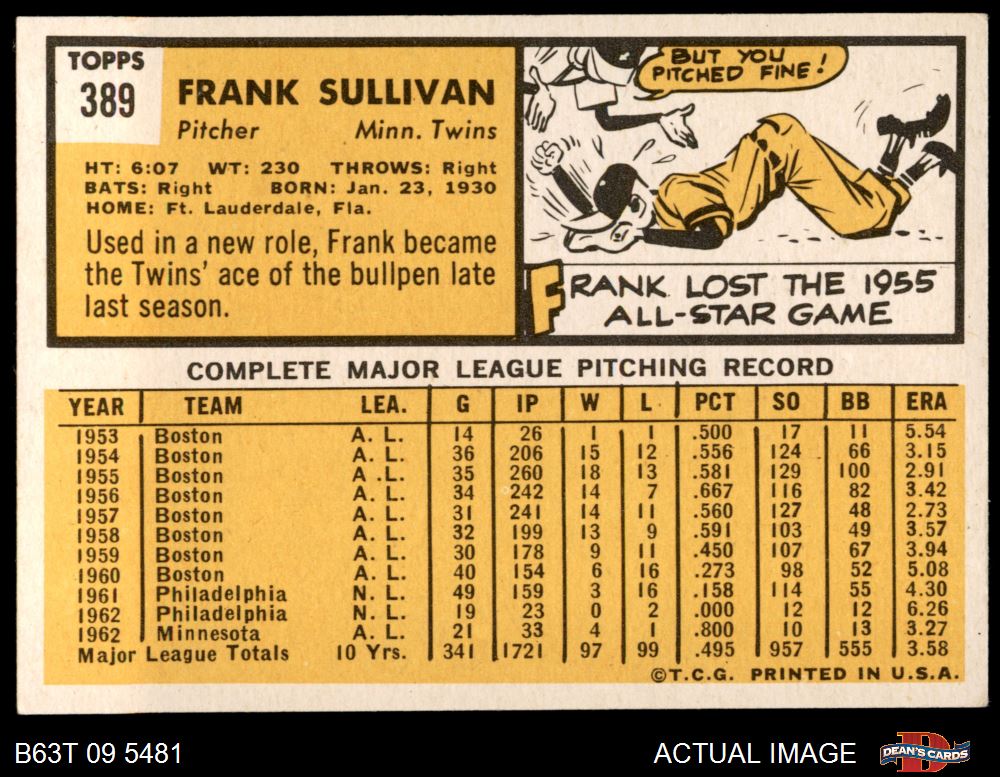 TOPPS
389
FRANK SULLIVAN
Pitcher Minn. Twins
HT: 6:07 WT: 230 THROWS: Right
BATS: Right BORN: Jan. 23, 1930
HOME: Ft. Lauderdale, Fla.
Used in a new role, Frank became
the Twins' ace of the bullpen late
last season.
BUT YOU
PITCHED FINE!
FRANK LOST THE 1955
ALL-STAR GAME
COMPLETE MAJOR LEAGUE PITCHING RECORD
YEAR TEAM LEA. G IP W L PCT SO BB ERA
1953 Boston A. L. 14 26 1 1 .500 17 11 5.54
1954 Boston A. L. 36 206 15 12 .556 124 66 3.15
1955 Boston A .L. 35 260 18 13 .581 129 100 2.91
1956 Boston A. L. 34 242 14 7 .667 116 82 3.42
1957 Boston A. L. 31 241 14 11 .560 127 48 2.73
1958 Boston A. L. 32 199 13 9 .591 103 49 3.57
1959 Boston A. L. 30 178 9 11 .450 107 67 3.94
1960 Boston A. L. 40 154 6 16 .273 98 52 5.08
1961 Philadelphia N. L. 49 159 3 16 .158 114 55 4.30
1962 Philadelphia N. L. 19 23 0 2 .000 12 12 6.26
1962 Minnesota A. L. 21 33 4 1 .800 10 13 3.27
Major League Totals 10 Yrs. 341 1721 97 99 .495 957 555 3.58
©T.C.G. PRINTED IN U.S.A.
B63T 09 5481 ACTUAL IMAGE DEAN'S CARDS